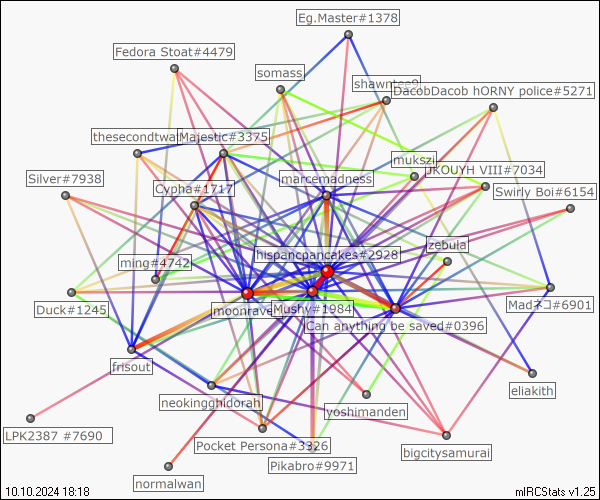 Eg.Master#1378
Fedora Stoat#4479
somass
shawntee9
DacobDacob hORNY police#5271
Majestic#3375
mukszi
JKOUYH VIII#7034
Silver#7938
Cypha#1717
marcemadness
Swirly Boi#6154
hispancpancakes#2928
zebula
ming#4742
Duck#1245
Mushy#1984
Can anything be saved#0396
Madネコ#6901
frisout
neokingghidorah
yoshimanden
eliakith
LPK2387 #7690
Pocket Persona#3326
Pikabro#9971
bigcitysamurai
normalwan
10.10.2024 18:18
mIRCStats v1.25